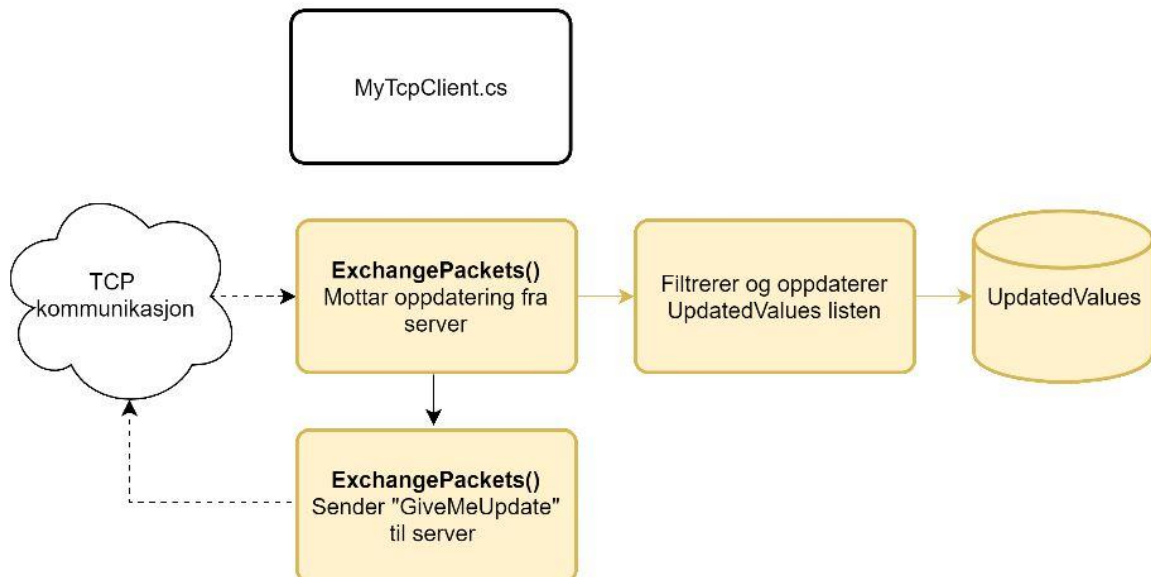 MyTcpClient.cs
TCP
kommunikasjon
ExchangePackets()
Mottar oppdatering fra
server
Filtrerer og oppdaterer
UpdatedValues listen
UpdatedValues
ExchangePackets()
Sender "GiveMeUpdate"
til server